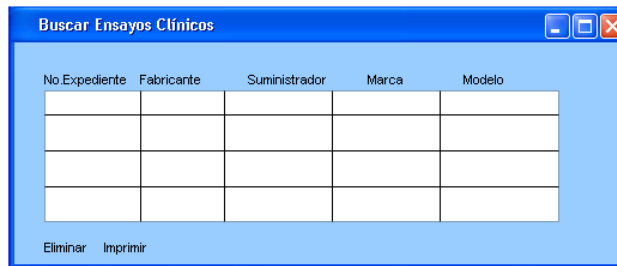 Buscar Ensayos Clínicos
No.Expediente Fabricante Suministrador Marca Modelo
Eliminar Imprimir